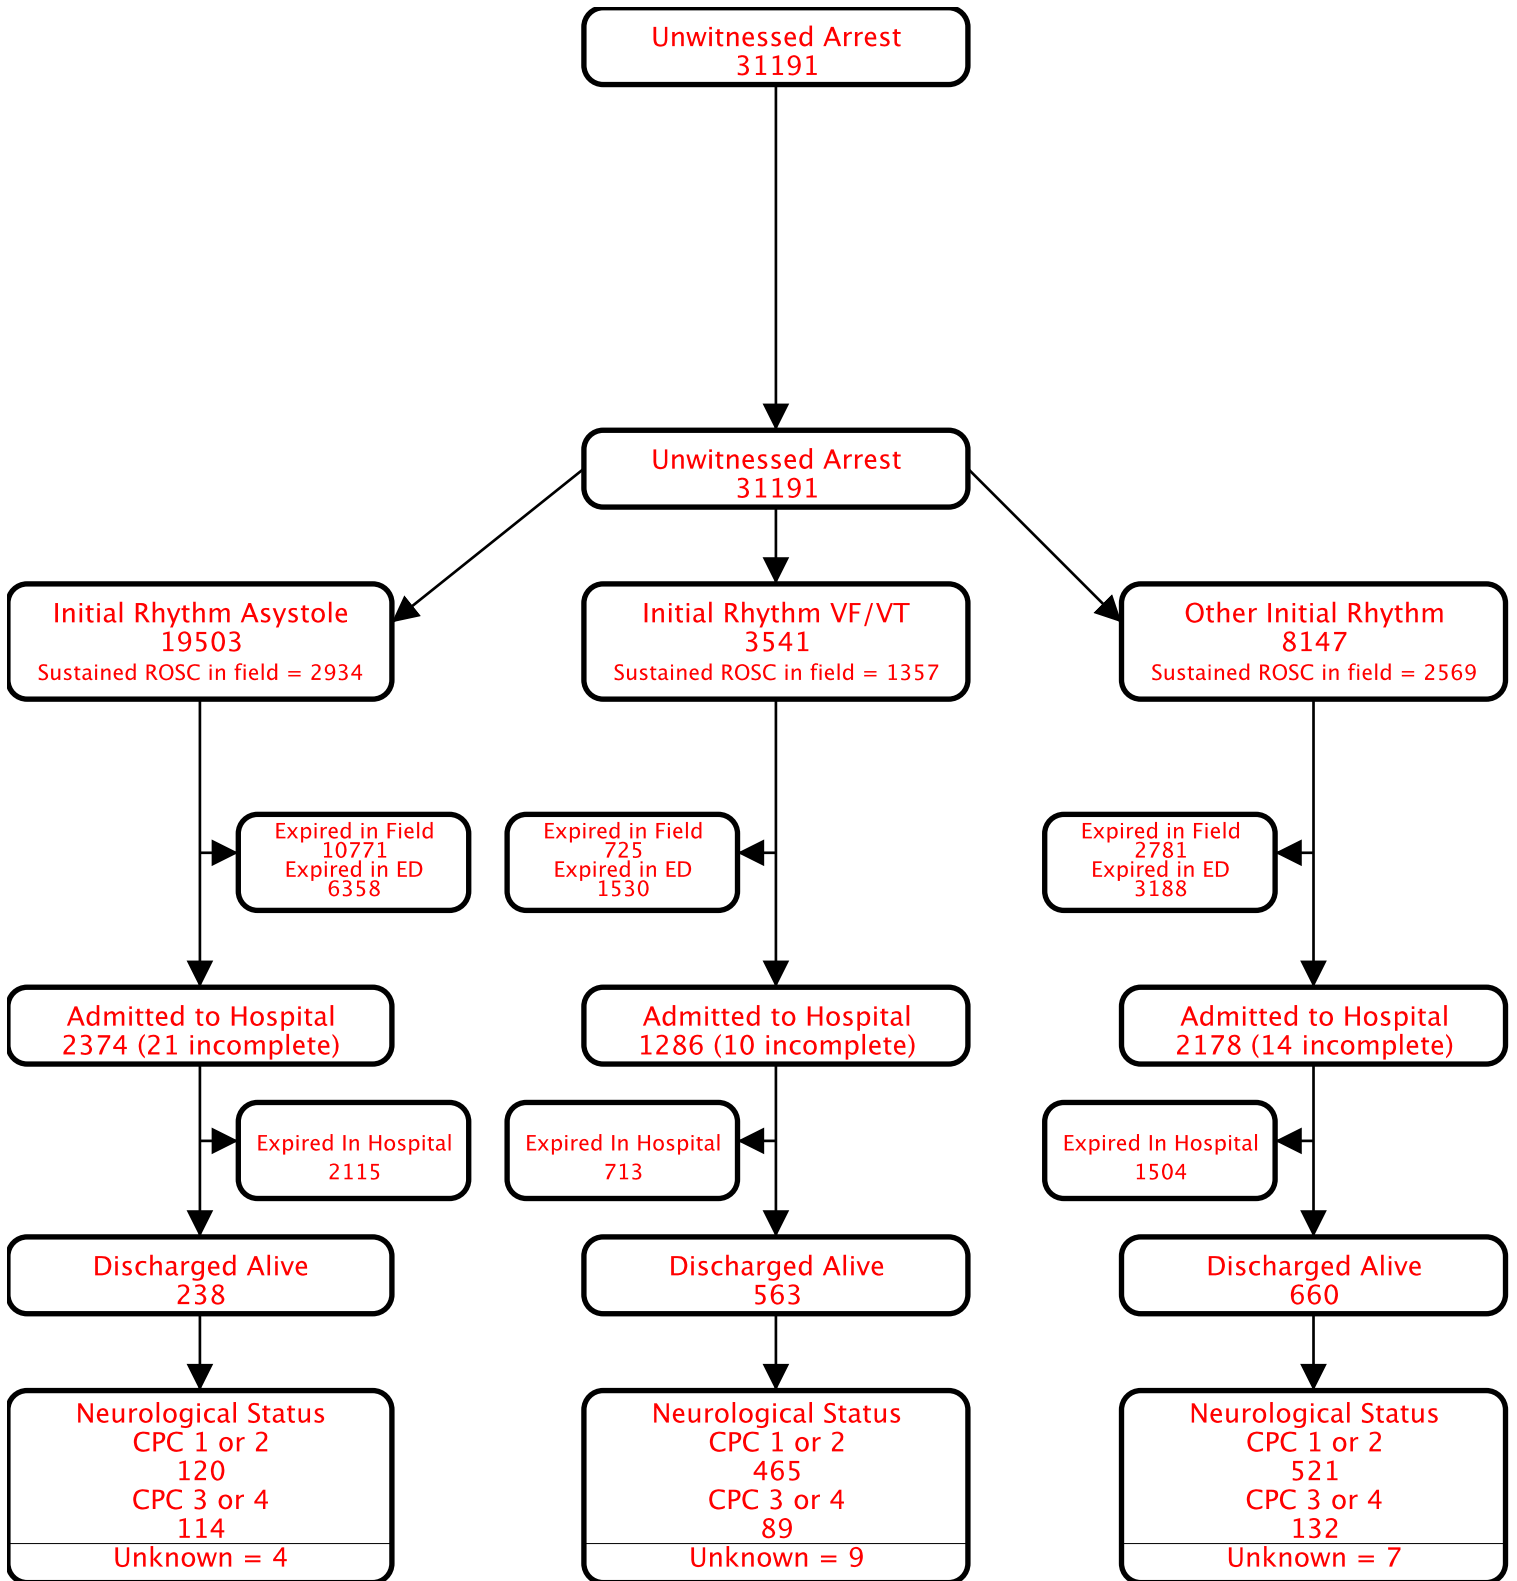 Unwitnessed Arrest
31191
Unwitnessed Arrest
31191
Initial Rhythm Asystole
19503
Sustained ROSC in field = 2934
Initial Rhythm VF/VT
3541
Sustained ROSC in field = 1357
Other Initial Rhythm
8147
Sustained ROSC in field = 2569
Expired in Field
10771
Expired in ED
6358
Expired in Field
725
Expired in ED
1530
Expired in Field
2781
Expired in ED
3188
Admitted to Hospital
2374 (21 incomplete)
Admitted to Hospital
1286 (10 incomplete)
Admitted to Hospital
2178 (14 incomplete)
Expired In Hospital
2115
Expired In Hospital
713
Expired In Hospital
1504
Discharged Alive
238
Discharged Alive
563
Discharged Alive
660
Neurological Status
CPC 1 or 2
120
CPC 3 or 4
114
Unknown = 4
Neurological Status
CPC 1 or 2
465
CPC 3 or 4
89
Unknown = 9
Neurological Status
CPC 1 or 2
521
CPC 3 or 4
132
Unknown = 7